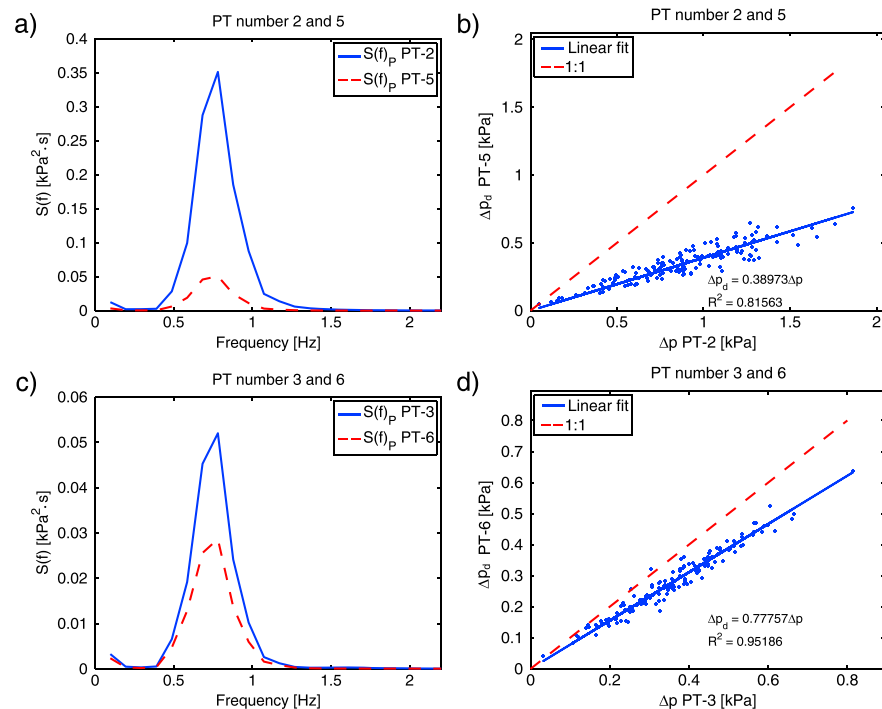 a)
PT number 2 and 5
S(f)P PT-2
S(f)P PT-5
0.4
0.35
0.3
0.25
0.2
0.15
0.1
0.05
0
S(f) [kPa²·s]
0 0.5 1 1.5 2
Frequency [Hz]
b)
PT number 2 and 5
Linear fit
1:1
2
1.5
1
0.5
0
Δpd PT-5 [kPa]
Δpd = 0.38973Δp
R² = 0.81563
0.5 1 1.5 2
Δp PT-2 [kPa]
c)
PT number 3 and 6
S(f)P PT-3
S(f)P PT-6
0.06
0.05
0.04
0.03
0.02
0.001
0
S(f) [kPa²·s]
0 0.5 1 1.5 2
Frequency [Hz]
d)
PT number 3 and 6
Linear fit
1:1
0.8
0.7
0.6
0.5
0.4
0.3
0.2
0.1
0
Δpd PT-6 [kPa]
Δpd = 0.77757Δp
R² = 0.95186
0 0.2 0.4 0.6 0.8
Δp PT-3 [kPa]